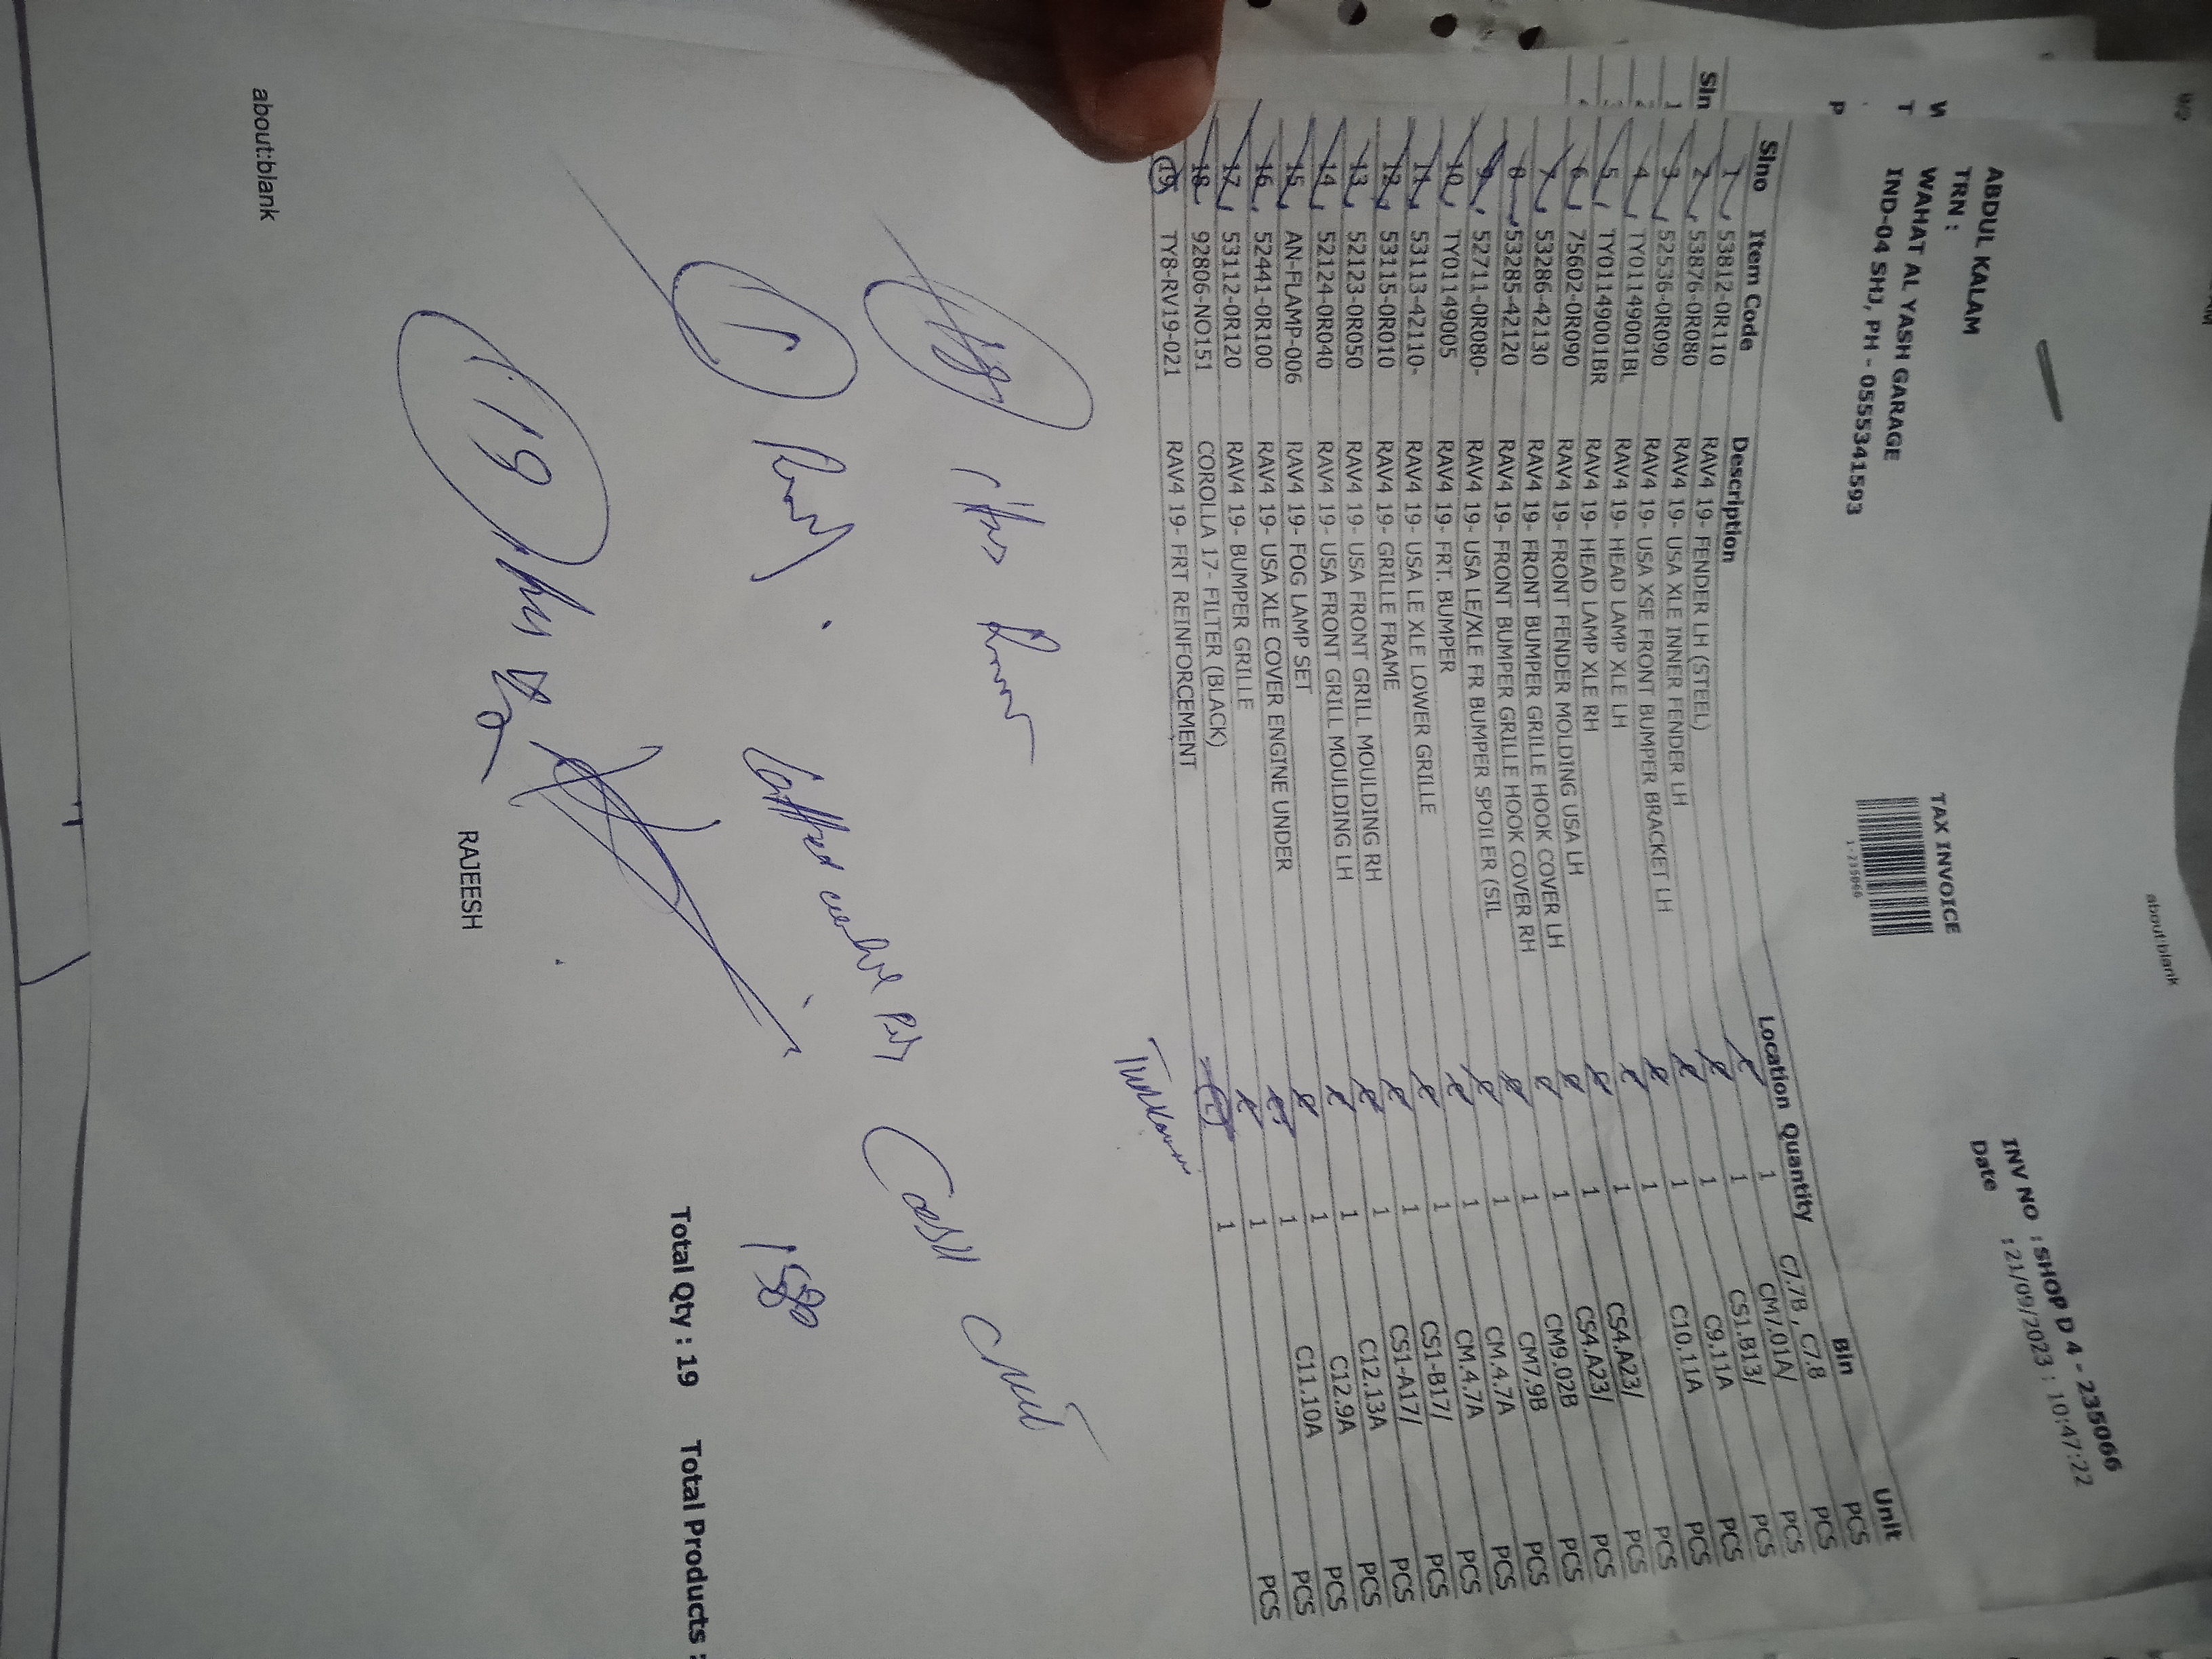 about:blank
TAX INVOICE
1-235066
ABDUL KALAM
TRN :
WAHAT AL YASH GARAGE
IND-04 SHJ, PH - 0555341593
INV NO : SHOP D 4 - 235066
Date : 21/09/2023 : 10:47:22
Slno Item Code Description Location Quantity Bin Unit
1 53812-0R110 RAV4 19- FENDER LH (STEEL) 1 C7.7B , C7.8 PCS
2 53876-0R080 RAV4 19- USA XLE INNER FENDER LH 1 CM7.01A/ PCS
3 52536-0R090 RAV4 19- USA XSE FRONT BUMPER BRACKET LH 1 CS1.B13/ PCS
4 TY01149001BL RAV4 19- HEAD LAMP XLE LH 1 C9.11A PCS
5 TY01149001BR RAV4 19- HEAD LAMP XLE RH 1 C10.11A PCS
6 75602-0R090 RAV4 19- FRONT FENDER MOLDING USA LH 1 PCS
7 53286-42130 RAV4 19- FRONT BUMPER GRILLE HOOK COVER LH 1 CS4.A23/ PCS
8 53285-42120 RAV4 19- FRONT BUMPER GRILLE HOOK COVER RH 1 CS4.A23/ PCS
9 52711-0R080- RAV4 19- USA LE/XLE FR BUMPER SPOILER (SIL 1 CM9.02B PCS
10 TY01149005 RAV4 19- FRT. BUMPER 1 CM7.9B PCS
11 53113-42110- RAV4 19- USA LE XLE LOWER GRILLE 1 CM.4.7A PCS
12 53115-0R010 RAV4 19- GRILLE FRAME 1 CM.4.7A PCS
13 52123-0R050 RAV4 19- USA FRONT GRILL MOULDING RH 1 CS1-B17/ PCS
14 52124-0R040 RAV4 19- USA FRONT GRILL MOULDING LH 1 CS1-A17/ PCS
15 AN-FLAMP-006 RAV4 19- FOG LAMP SET 1 C12.13A PCS
16 52441-0R100 RAV4 19- USA XLE COVER ENGINE UNDER 1 C12.9A PCS
17 53112-0R120 RAV4 19- BUMPER GRILLE 1 C11.10A PCS
18 92806-NO151 COROLLA 17- FILTER (BLACK) 1 PCS
19 TY8-RV19-021 RAV4 19- FRT REINFORCEMENT 1 PCS
18
1
Cash
19
Total Qty : 19 Total Products :
RAJEESH
about:blank